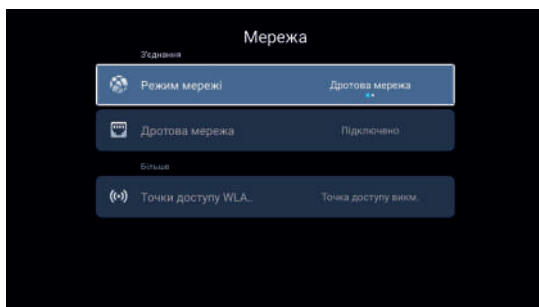 Мережа
З'єднання
Режим мережі
Дротова мережа
Дротова мережа
Підключено
Більше
Точки доступу WLA..
Точка доступу вимк.